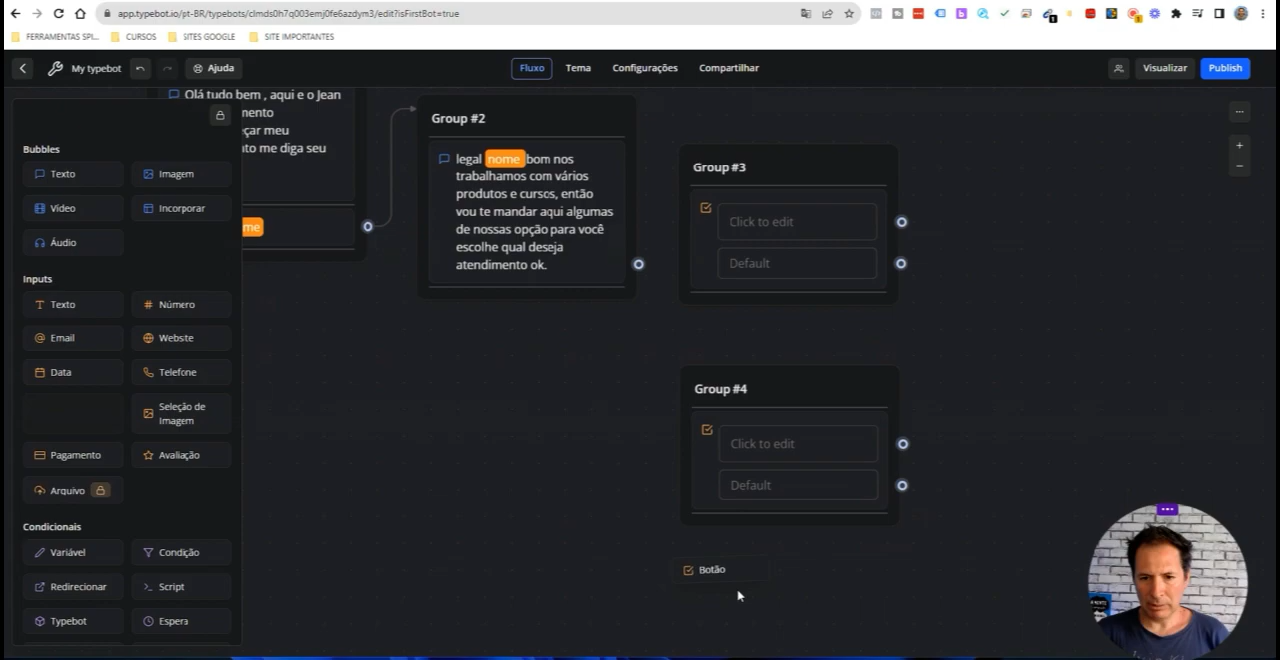 app.typebot.io/pt-BR/typebots/clmds0h7q003emj0fe6azdym3/edit?isFirstBot=true
FERRAMENTAS SPI... CURSOS SITES GOOGLE SITE IMPORTANTES
My typebot Ajuda Fluxo Tema Configurações Compartilhar Visualizar Publish
Olá tudo bem , aqui e o Jean
mento
çar meu
to me diga seu
me
Bubbles
Texto Imagem
Vídeo Incorporar
Áudio
Inputs
Texto Número
Email Webste
Data Telefone
Seleção de
Imagem
Pagamento Avaliação
Arquivo
Condicionais
Variável Condição
Redirecionar Script
Typebot Espera
Group #2
legal nome bom nos
trabalhamos com vários
produtos e cursos, então
vou te mandar aqui algumas
de nossas opção para você
escolhe qual deseja
atendimento ok.
Group #3
Click to edit
Default
Group #4
Click to edit
Default
Botão